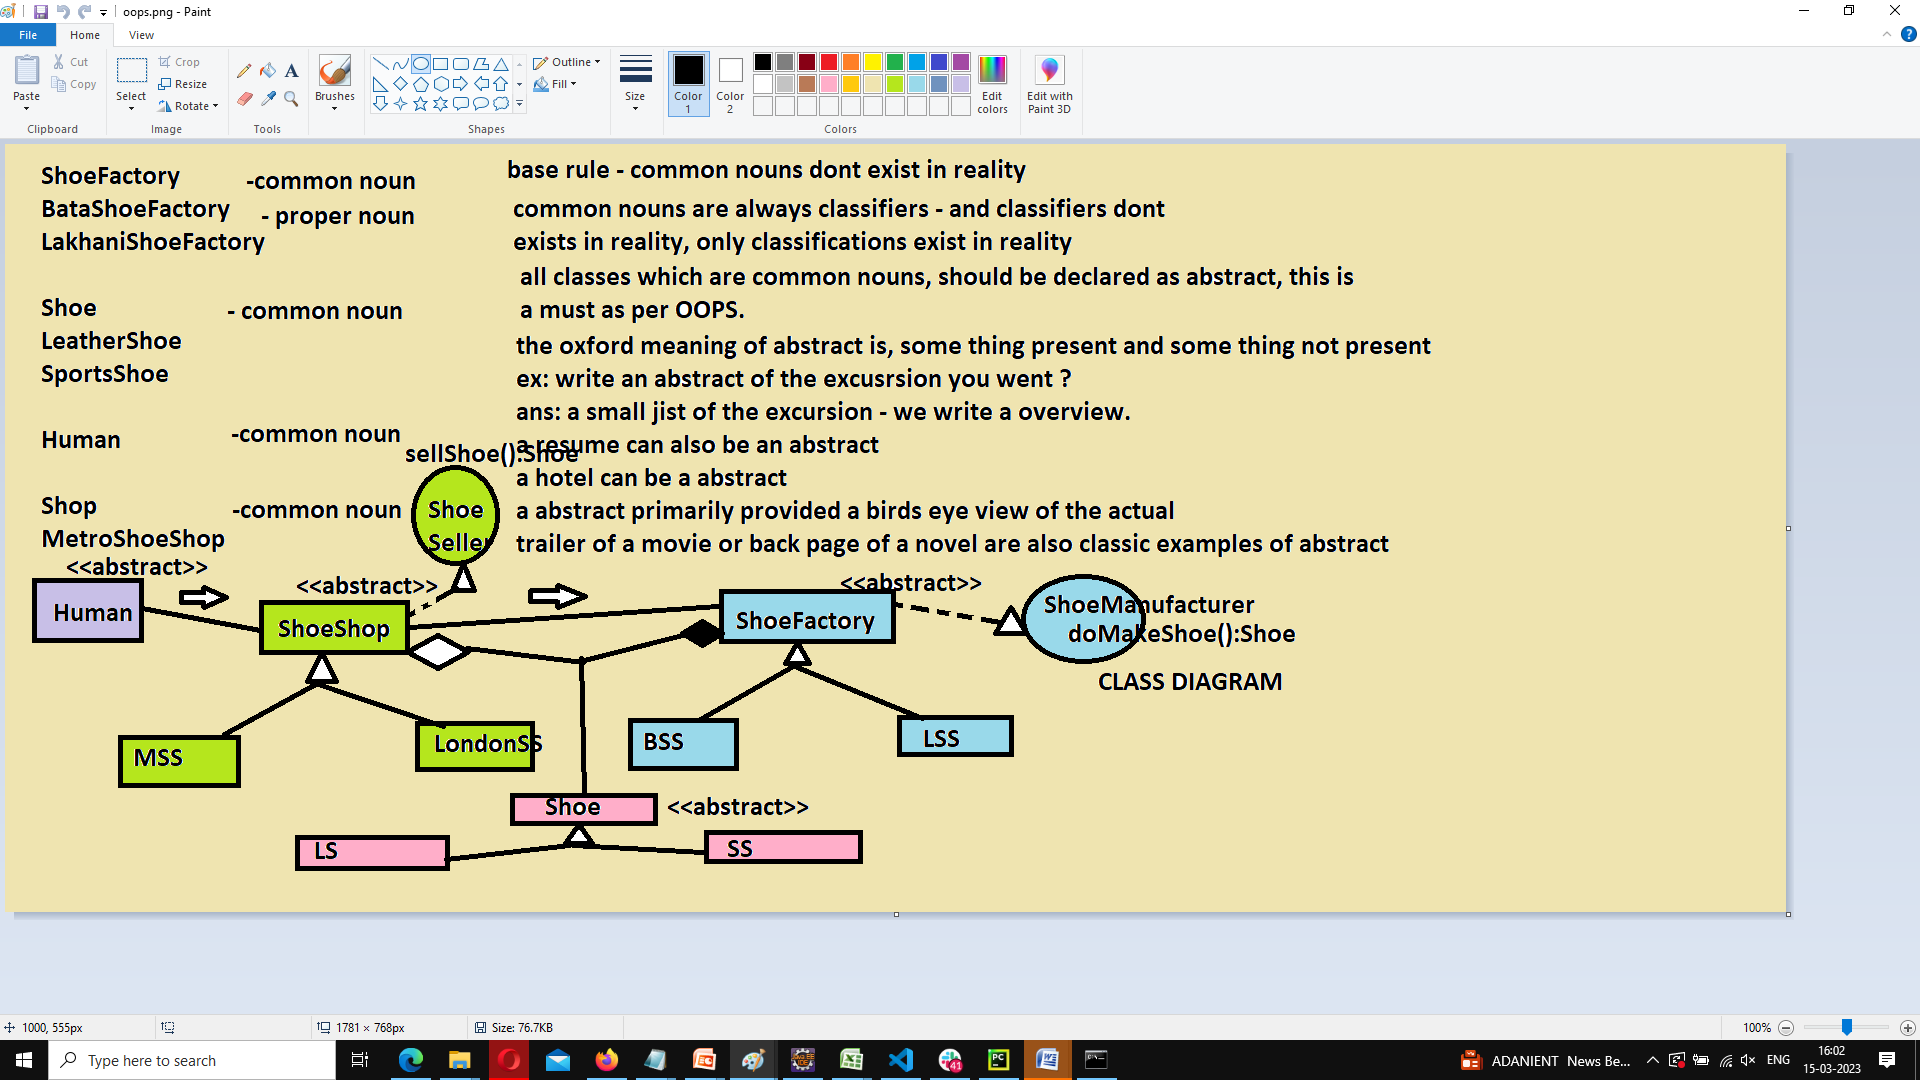 oops.png - Paint
File Home View
Paste
Cut
Copy
Clipboard
Select
Crop
Resize
Rotate
Image
Tools
Brushes
Shapes
Outline
Fill
Size
Color 1
Color 2
Colors
Edit colors
Edit with Paint 3D
ShoeFactory -common noun
BataShoeFactory - proper noun
LakhaniShoeFactory
Shoe - common noun
LeatherShoe
SportsShoe
Human -common noun
Shop -common noun
MetroShoeShop
base rule - common nouns dont exist in reality
common nouns are always classifiers - and classifiers dont
exists in reality, only classifications exist in reality
all classes which are common nouns, should be declared as abstract, this is
a must as per OOPS.
the oxford meaning of abstract is, some thing present and some thing not present
ex: write an abstract of the excusrsion you went ?
ans: a small jist of the excursion - we write a overview.
a resume can also be an abstract
a hotel can be a abstract
a abstract primarily provided a birds eye view of the actual
trailer of a movie or back page of a novel are also classic examples of abstract
sellShoe():Shoe
Shoe
Seller
<<abstract>>
Human
<<abstract>>
ShoeShop
<<abstract>>
ShoeFactory
ShoeManufacturer
doMakeShoe():Shoe
CLASS DIAGRAM
MSS
LondonSS
BSS
LSS
Shoe <<abstract>>
LS
SS
1000, 555px
1781 × 768px
Size: 76.7KB
100%
Type here to search
41
PC
ADANIENT News Be...
ENG
16:02
15-03-2023